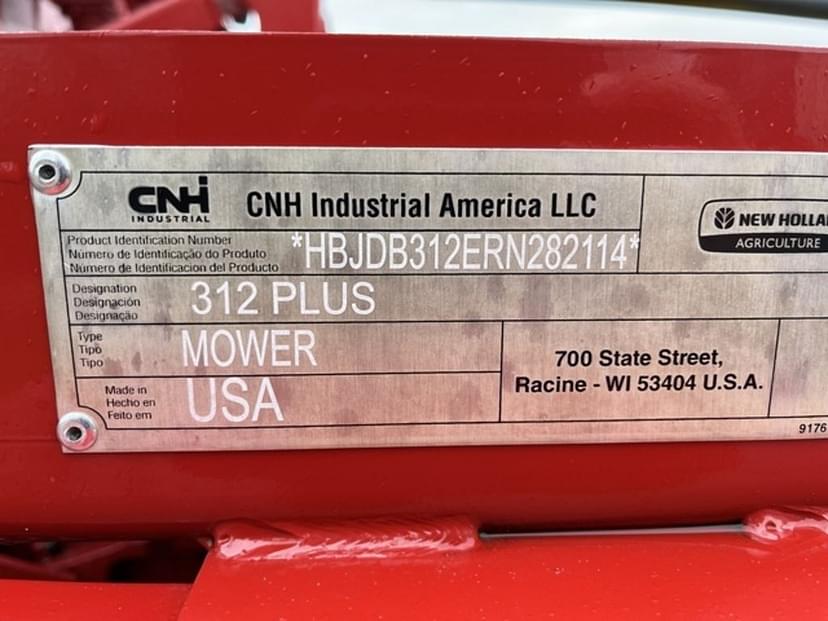 CNH
INDUSTRIAL
CNH Industrial America LLC
NEW HOLLA
AGRICULTURE
Product Identification Number
Número de Identificação do Produto
Número de Identificacion del Producto
*HBJDB312ERN282114*
Designation
Designación
Designação
312 PLUS
Type
Tipo
Tipo
MOWER
Made in
Hecho en
Feito em
USA
700 State Street,
Racine - WI 53404 U.S.A.
9176